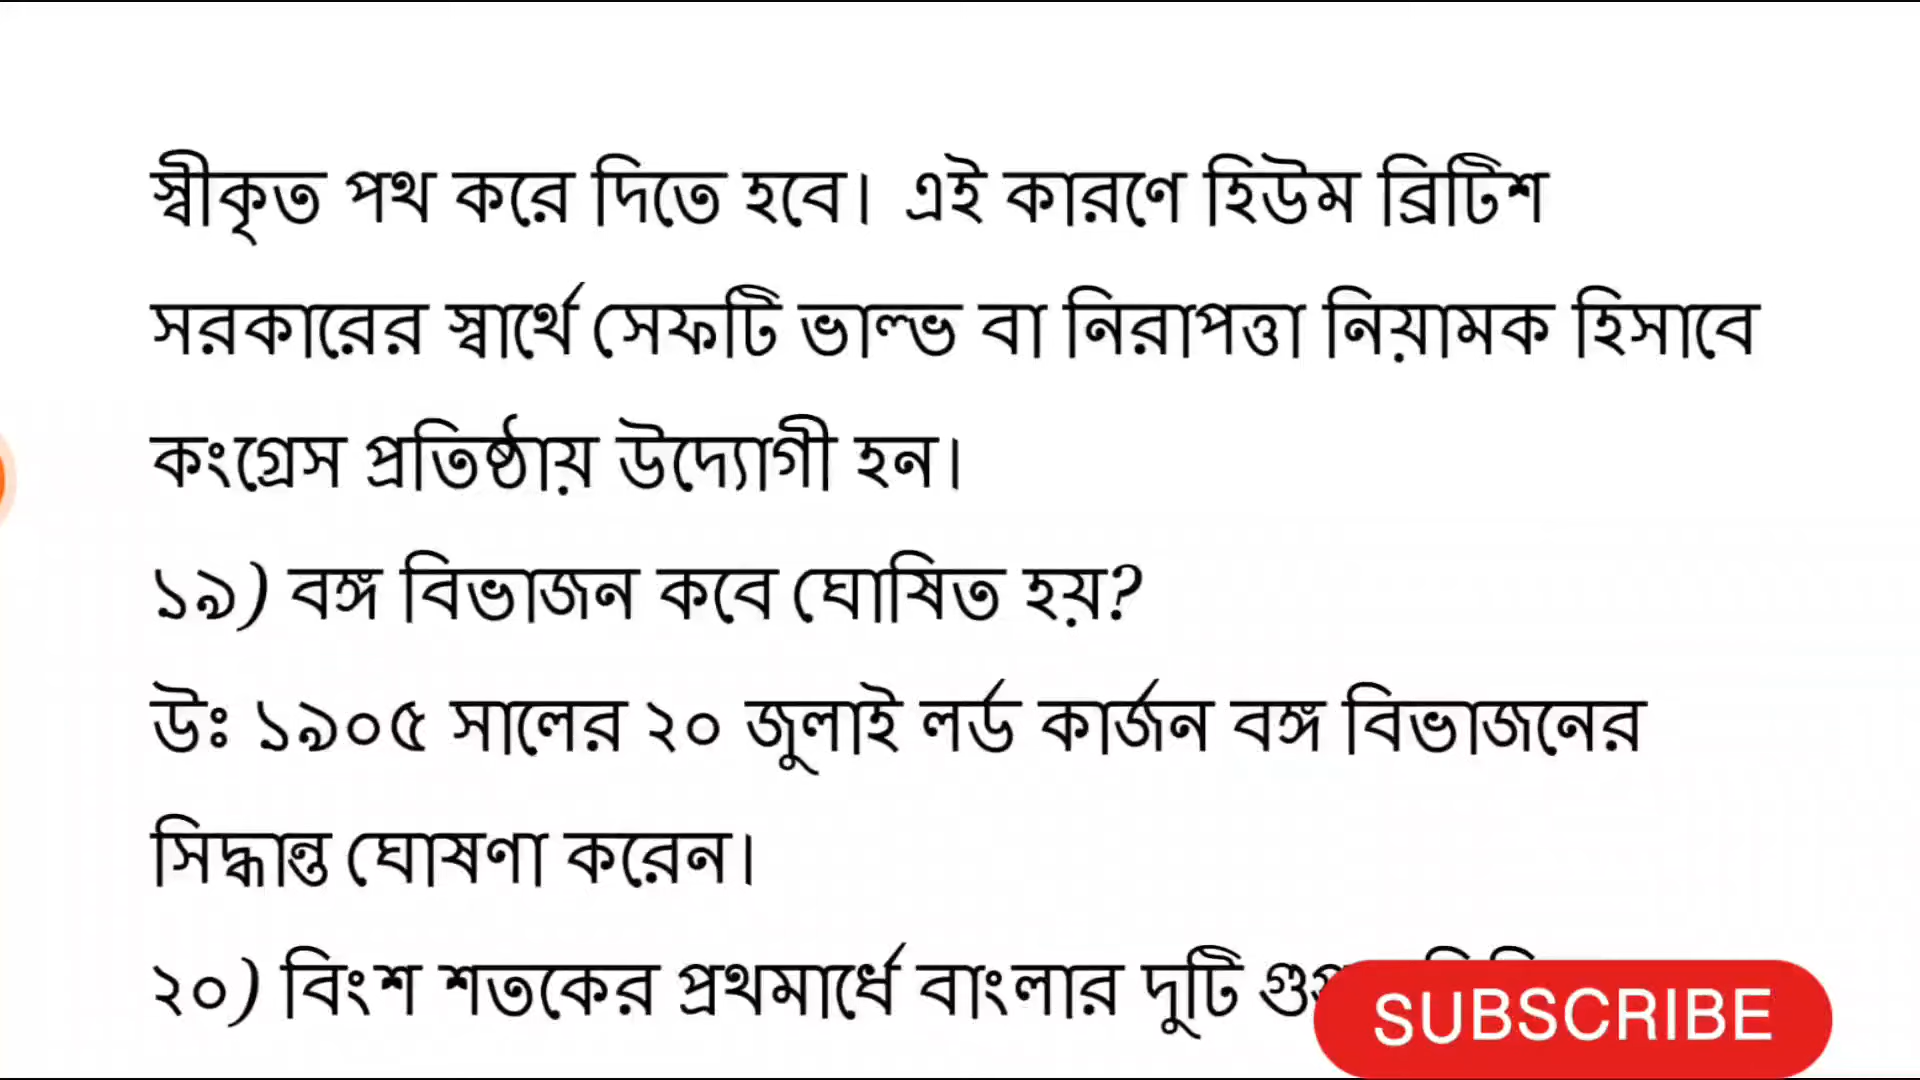 স্বীকৃত পথ করে দিতে হবে। এই কারণে হিউম ব্রিটিশ
সরকারের স্বার্থে সেফটি ভাল্ভ বা নিরাপত্তা নিয়ামক হিসাবে
কংগ্রেস প্রতিষ্ঠায় উদ্যোগী হন।
১৯) বঙ্গ বিভাজন কবে ঘোষিত হয়?
উঃ ১৯০৫ সালের ২০ জুলাই লর্ড কার্জন বঙ্গ বিভাজনের
সিদ্ধান্ত ঘোষণা করেন।
২০) বিংশ শতকের প্রথমার্ধে বাংলার দুটি
SUBSCRIBE